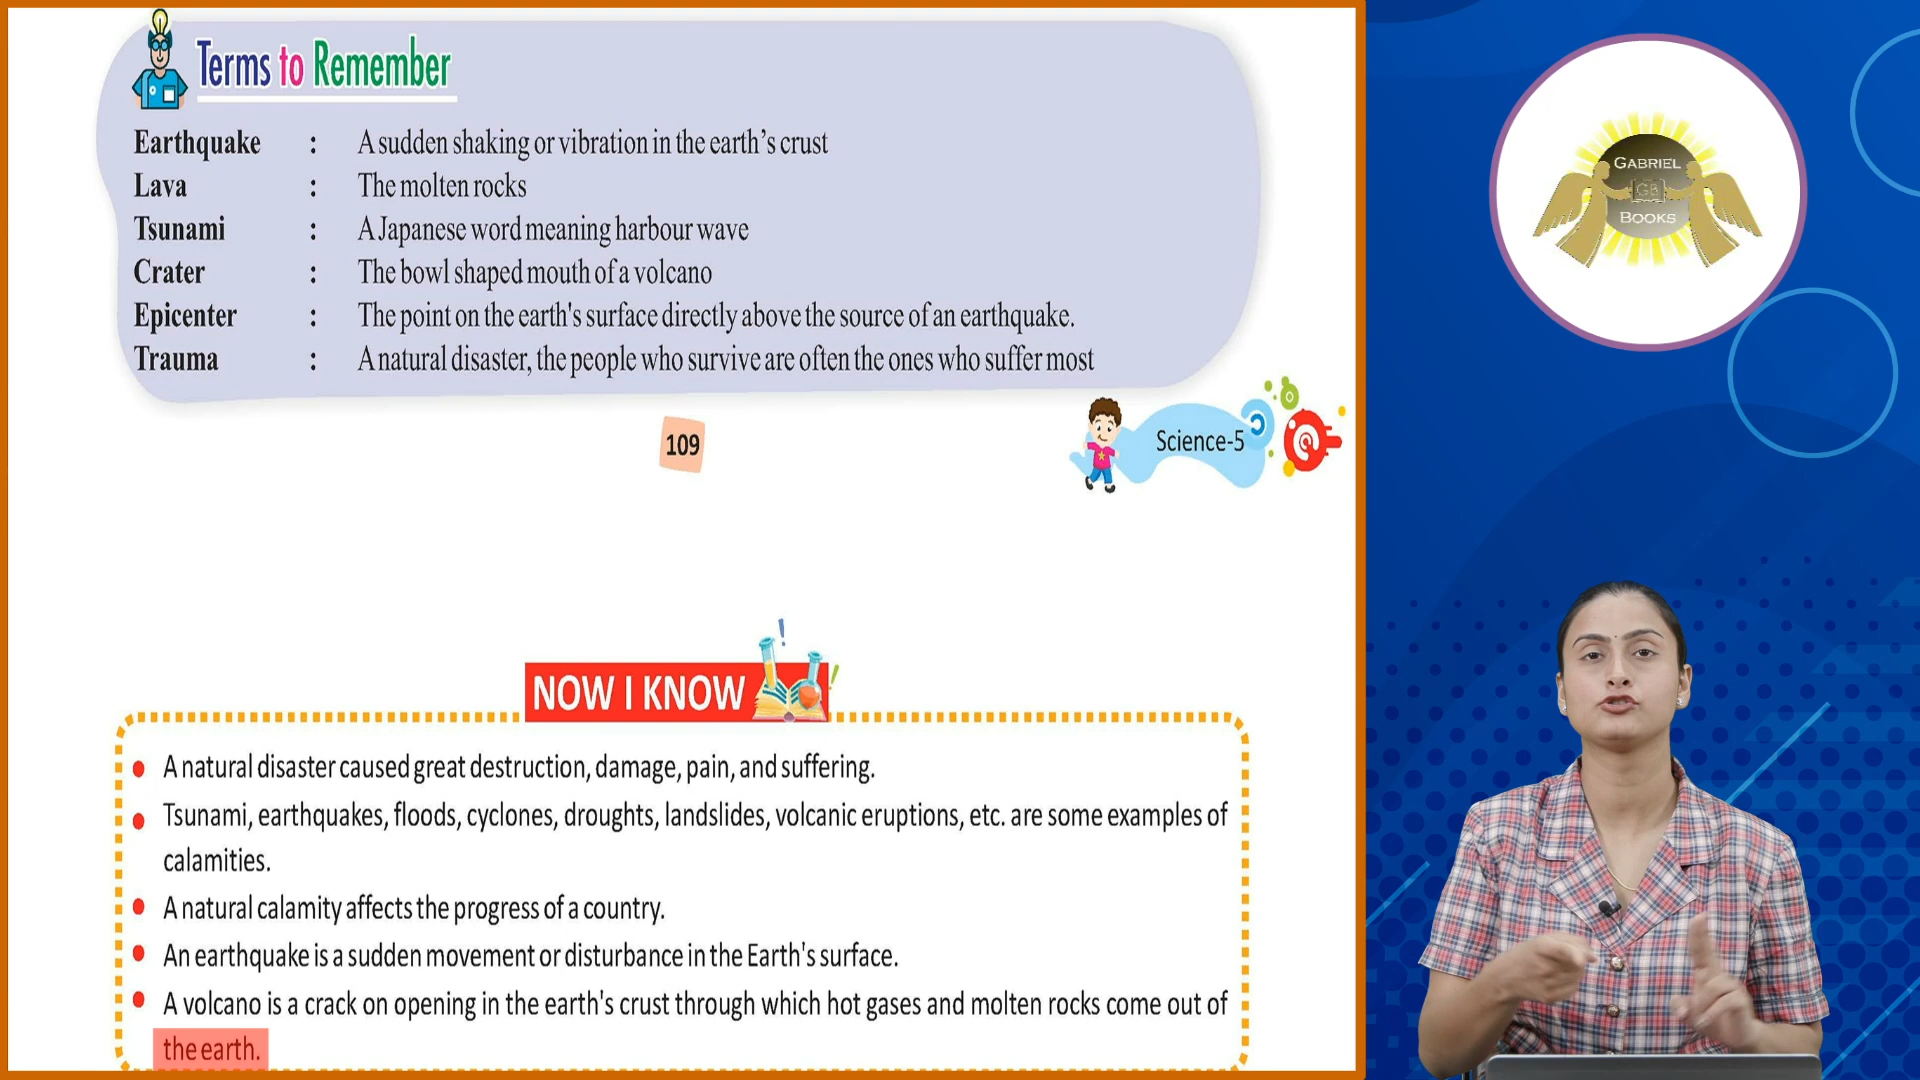 Terms to Remember
Earthquake : A sudden shaking or vibration in the earth's crust
Lava : The molten rocks
Tsunami : A Japanese word meaning harbour wave
Crater : The bowl shaped mouth of a volcano
Epicenter : The point on the earth's surface directly above the source of an earthquake.
Trauma : A natural disaster, the people who survive are often the ones who suffer most
109
Science-5
NOW I KNOW
• A natural disaster caused great destruction, damage, pain, and suffering.
• Tsunami, earthquakes, floods, cyclones, droughts, landslides, volcanic eruptions, etc. are some examples of
calamities.
• A natural calamity affects the progress of a country.
• An earthquake is a sudden movement or disturbance in the Earth's surface.
• A volcano is a crack on opening in the earth's crust through which hot gases and molten rocks come out of
the earth.
GABRIEL
GB
BOOKS